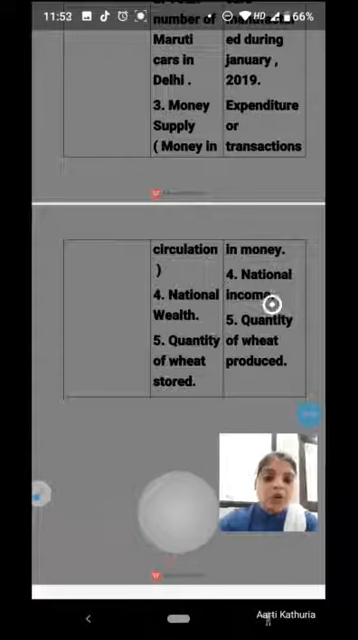 11:53
HD 66%
number of
Maruti
cars in
Delhi .
3. Money
Supply
( Money in
ed during
january ,
2019.
Expenditure
or
transactions
circulation
)
4. National
Wealth.
5. Quantity
of wheat
stored.
in money.
4. National
income.
5. Quantity
of wheat
produced.
Aarti Kathuria